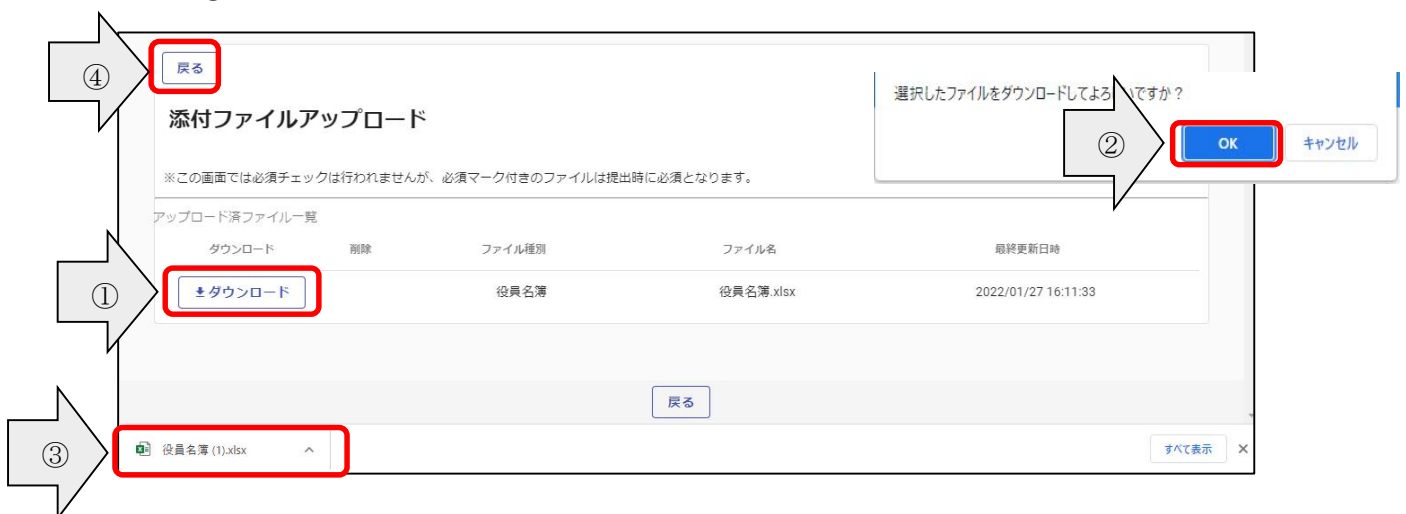 ④
戻る
添付ファイルアップロード
選択したファイルをダウンロードしてよろ いですか？
②
OK
キャンセル
※この画面では必須チェックは行われませんが、必須マーク付きのファイルは提出時に必須となります。
アップロード済ファイル一覧
ダウンロード 削除 ファイル種別 ファイル名 最終更新日時
①
ダウンロード 役員名簿 役員名簿.xlsx 2022/01/27 16:11:33
戻る
③
役員名簿 (1).xlsx
すべて表示